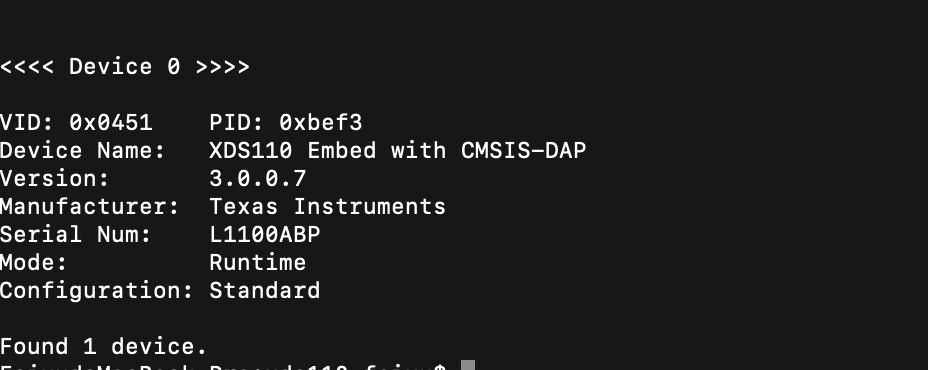 <<<< Device 0 >>>>
VID: 0x0451    PID: 0xbef3
Device Name:   XDS110 Embed with CMSIS-DAP
Version:       3.0.0.7
Manufacturer:  Texas Instruments
Serial Num:    L1100ABP
Mode:          Runtime
Configuration: Standard
Found 1 device.